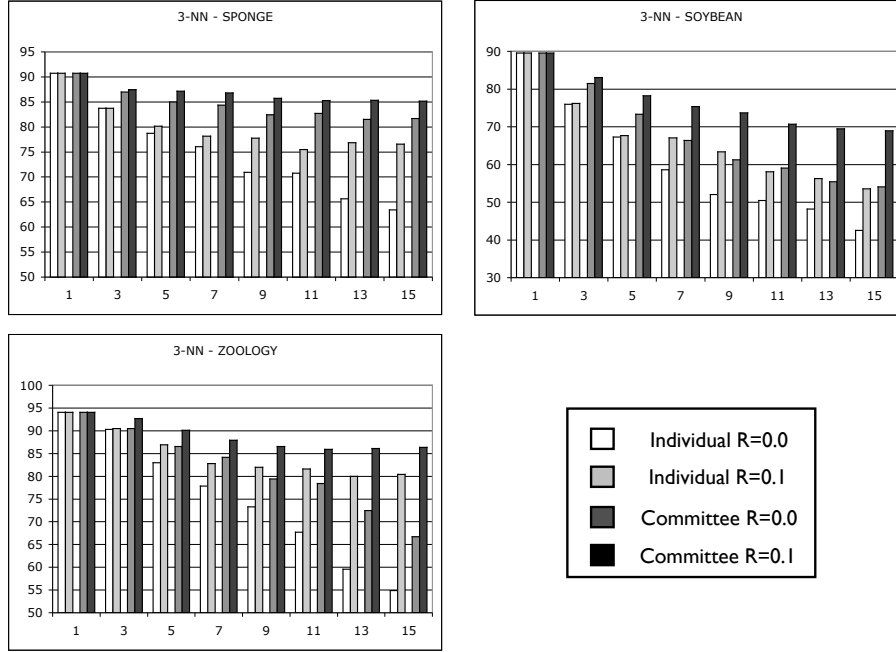 3-NN - SPONGE
95
90
85
80
75
70
65
60
55
50
1 3 5 7 9 11 13 15
3-NN - SOYBEAN
90
80
70
60
50
40
30
1 3 5 7 9 11 13 15
3-NN - ZOOLOGY
100
95
90
85
80
75
70
65
60
55
50
1 3 5 7 9 11 13 15
Individual R=0.0
Individual R=0.1
Committee R=0.0
Committee R=0.1